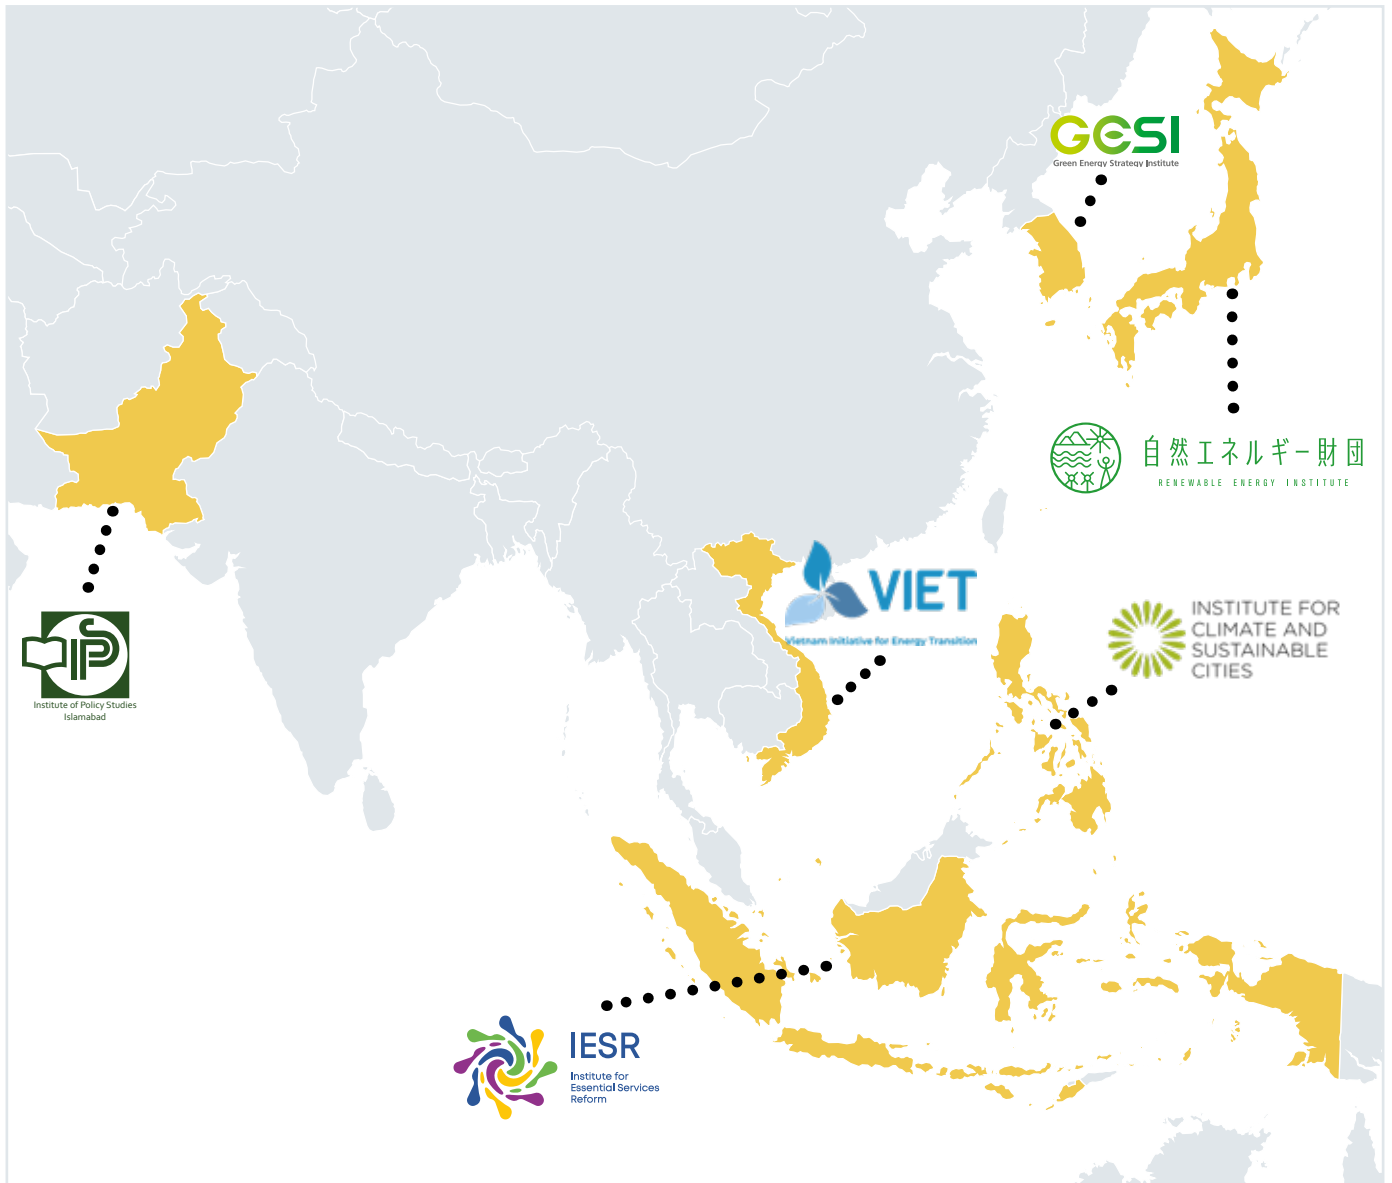 GESI
Green Energy Strategy Institute
自然エネルギー財団
RENEWABLE ENERGY INSTITUTE
VIET
Vietnam Initiative for Energy Transition
INSTITUTE FOR
CLIMATE AND
SUSTAINABLE
CITIES
IPS
Institute of Policy Studies
Islamabad
IESR
Institute for
Essential Services
Reform